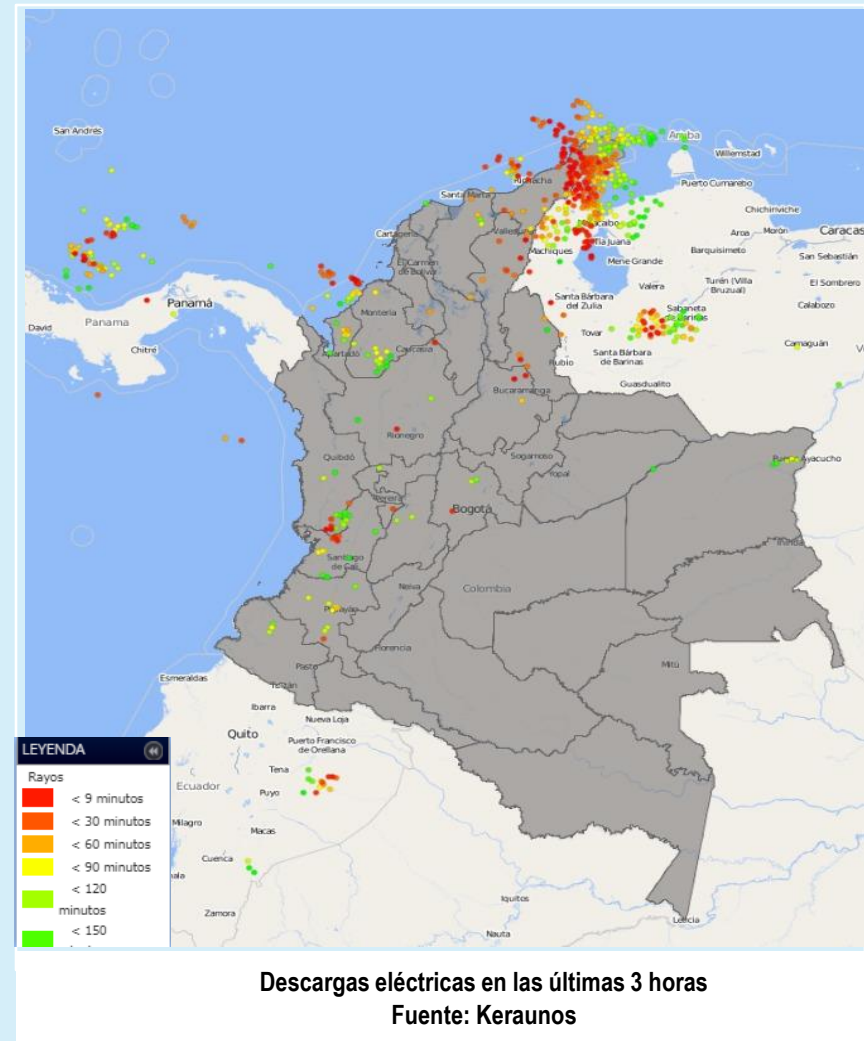 San Andrés
Aruba
Willemstad
Riohacha
Santa Marta
Puerto Cumarebo
Chichiriviche
Cartagena
Valledupar
Maracaibo
Aroa
Morón
Caracas
El Carmen
de Bolívar
Machiques
Tía Juana
Barquisimeto
San Sebastián
Mene Grande
Panamá
Valera
Turén (Villa
Bruzual)
El Sombrero
Santa Bárbara
del Zulia
Sabaneta
de Barinas
Calabozo
David
Panama
Montería
Chitré
Tovar
Camaguán
Apartadó
Caucasia
Rubio
Santa Bárbara
de Barinas
Guasdualito
Bucaramanga
Rionegro
Quibdó
Sogamoso
Yopal
Puerto Ayacucho
Pereira
Bogotá
Santiago
de Cali
Neiva
Colombia
Popayán
Florencia
Mitú
Pasto
Esmeraldas
Tulcán
Ibarra
Nueva Loja
Quito
Puerto Francisco
de Orellana
Tena
Ecuador
Puyo
Milagro
Macas
Cuenca
Zamora
Iquitos
Nauta
Leticia
LEYENDA
Rayos
< 9 minutos
< 30 minutos
< 60 minutos
< 90 minutos
< 120
minutos
< 150
Descargas eléctricas en las últimas 3 horas
Fuente: Keraunos